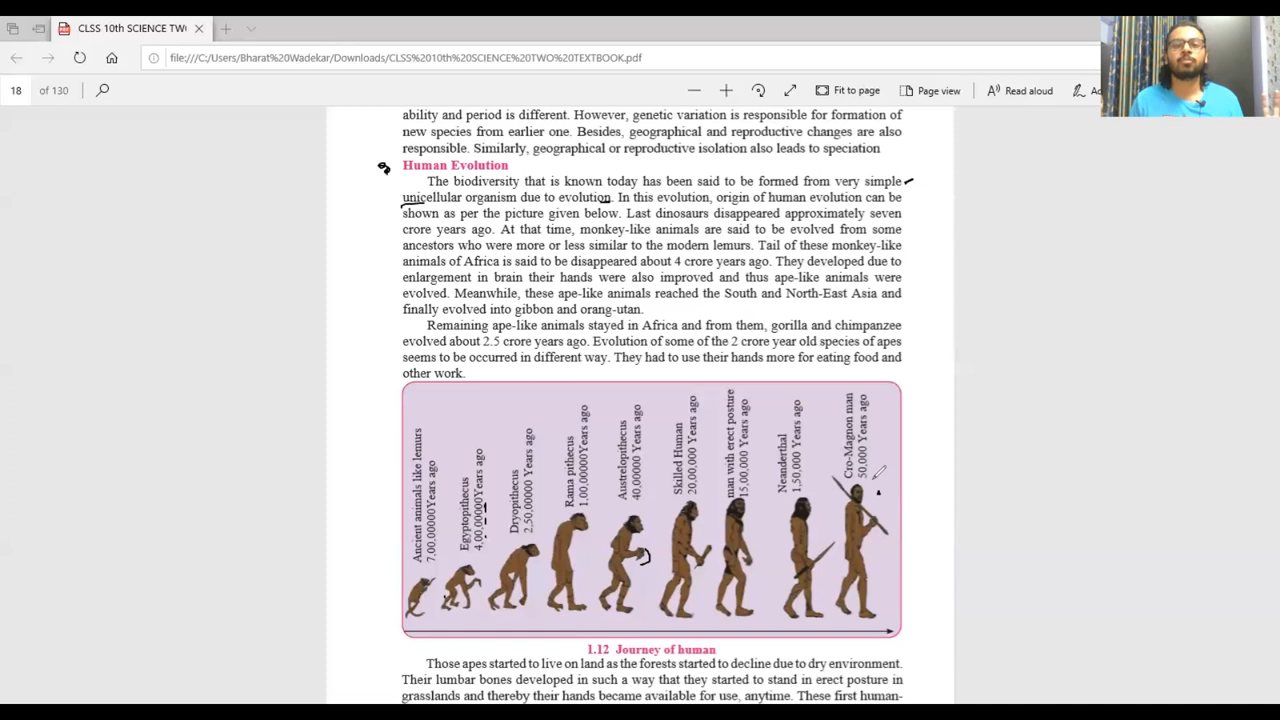 CLSS 10th SCIENCE TWO
file:///C:/Users/Bharat%20Wadekar/Downloads/CLSS%2010th%20SCIENCE%20TWO%20TEXTBOOK.pdf
18 of 130
Fit to page
Page view
Read aloud
ability and period is different. However, genetic variation is responsible for formation of
new species from earlier one. Besides, geographical and reproductive changes are also
responsible. Similarly, geographical or reproductive isolation also leads to speciation
Human Evolution
The biodiversity that is known today has been said to be formed from very simple
unicellular organism due to evolution. In this evolution, origin of human evolution can be
shown as per the picture given below. Last dinosaurs disappeared approximately seven
crore years ago. At that time, monkey-like animals are said to be evolved from some
ancestors who were more or less similar to the modern lemurs. Tail of these monkey-like
animals of Africa is said to be disappeared about 4 crore years ago. They developed due to
enlargement in brain their hands were also improved and thus ape-like animals were
evolved. Meanwhile, these ape-like animals reached the South and North-East Asia and
finally evolved into gibbon and orang-utan.
Remaining ape-like animals stayed in Africa and from them, gorilla and chimpanzee
evolved about 2.5 crore years ago. Evolution of some of the 2 crore year old species of apes
seems to be occurred in different way. They had to use their hands more for eating food and
other work.
Ancient animals like lemurs
7,00,00000Years ago
Egyptopithecus
4,00,00000Years ago
Dryopithecus
2,50,00000 Years ago
Rama pithecus
1,00,00000Years ago
Austrelopithecus
40,00000 Years ago
Skilled Human
20,00,000 Years ago
man with erect posture
15,00,000 Years ago
Neanderthal
1,50,000 Years ago
Cro-Magnon man
50,000 Years ago
1.12 Journey of human
Those apes started to live on land as the forests started to decline due to dry environment.
Their lumbar bones developed in such a way that they started to stand in erect posture in
grasslands and thereby their hands became available for use, anytime. These first human-